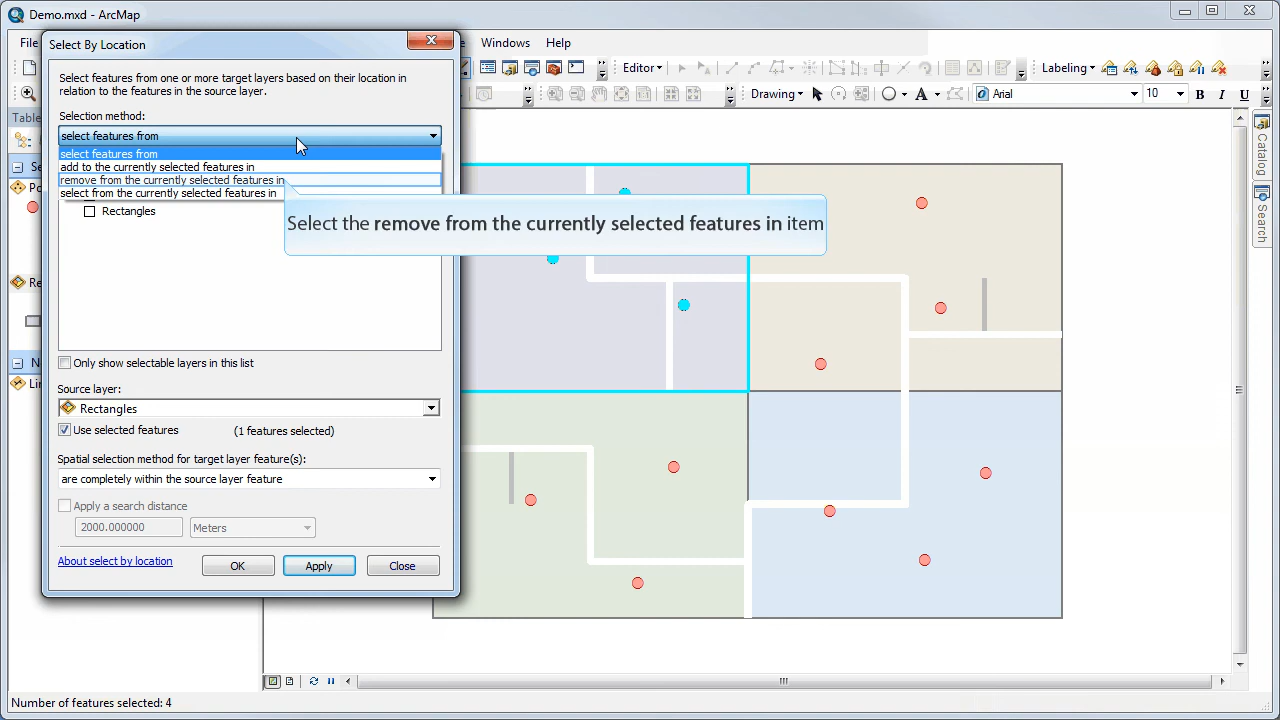 Demo.mxd - ArcMap
File
Windows
Help
Select By Location
Editor
Labeling
Drawing
Arial
10
B
I
U
A
Select features from one or more target layers based on their location in
relation to the features in the source layer.
Selection method:
select features from
select features from
add to the currently selected features in
remove from the currently selected features in
select from the currently selected features in
Rectangles
Select the remove from the currently selected features in item
Only show selectable layers in this list
Source layer:
Rectangles
Use selected features
(1 features selected)
Spatial selection method for target layer feature(s):
are completely within the source layer feature
Apply a search distance
2000.000000
Meters
About select by location
OK
Apply
Close
Table
Se
Po
Re
N
Lin
Catalog
Search
Number of features selected: 4